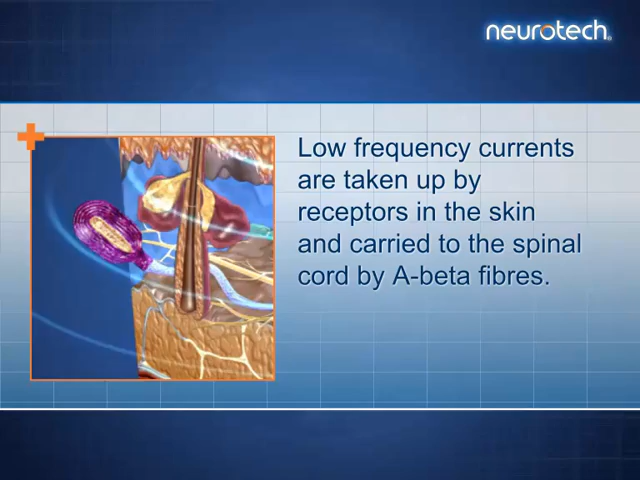 neurotech®
Low frequency currents
are taken up by
receptors in the skin
and carried to the spinal
cord by A-beta fibres.